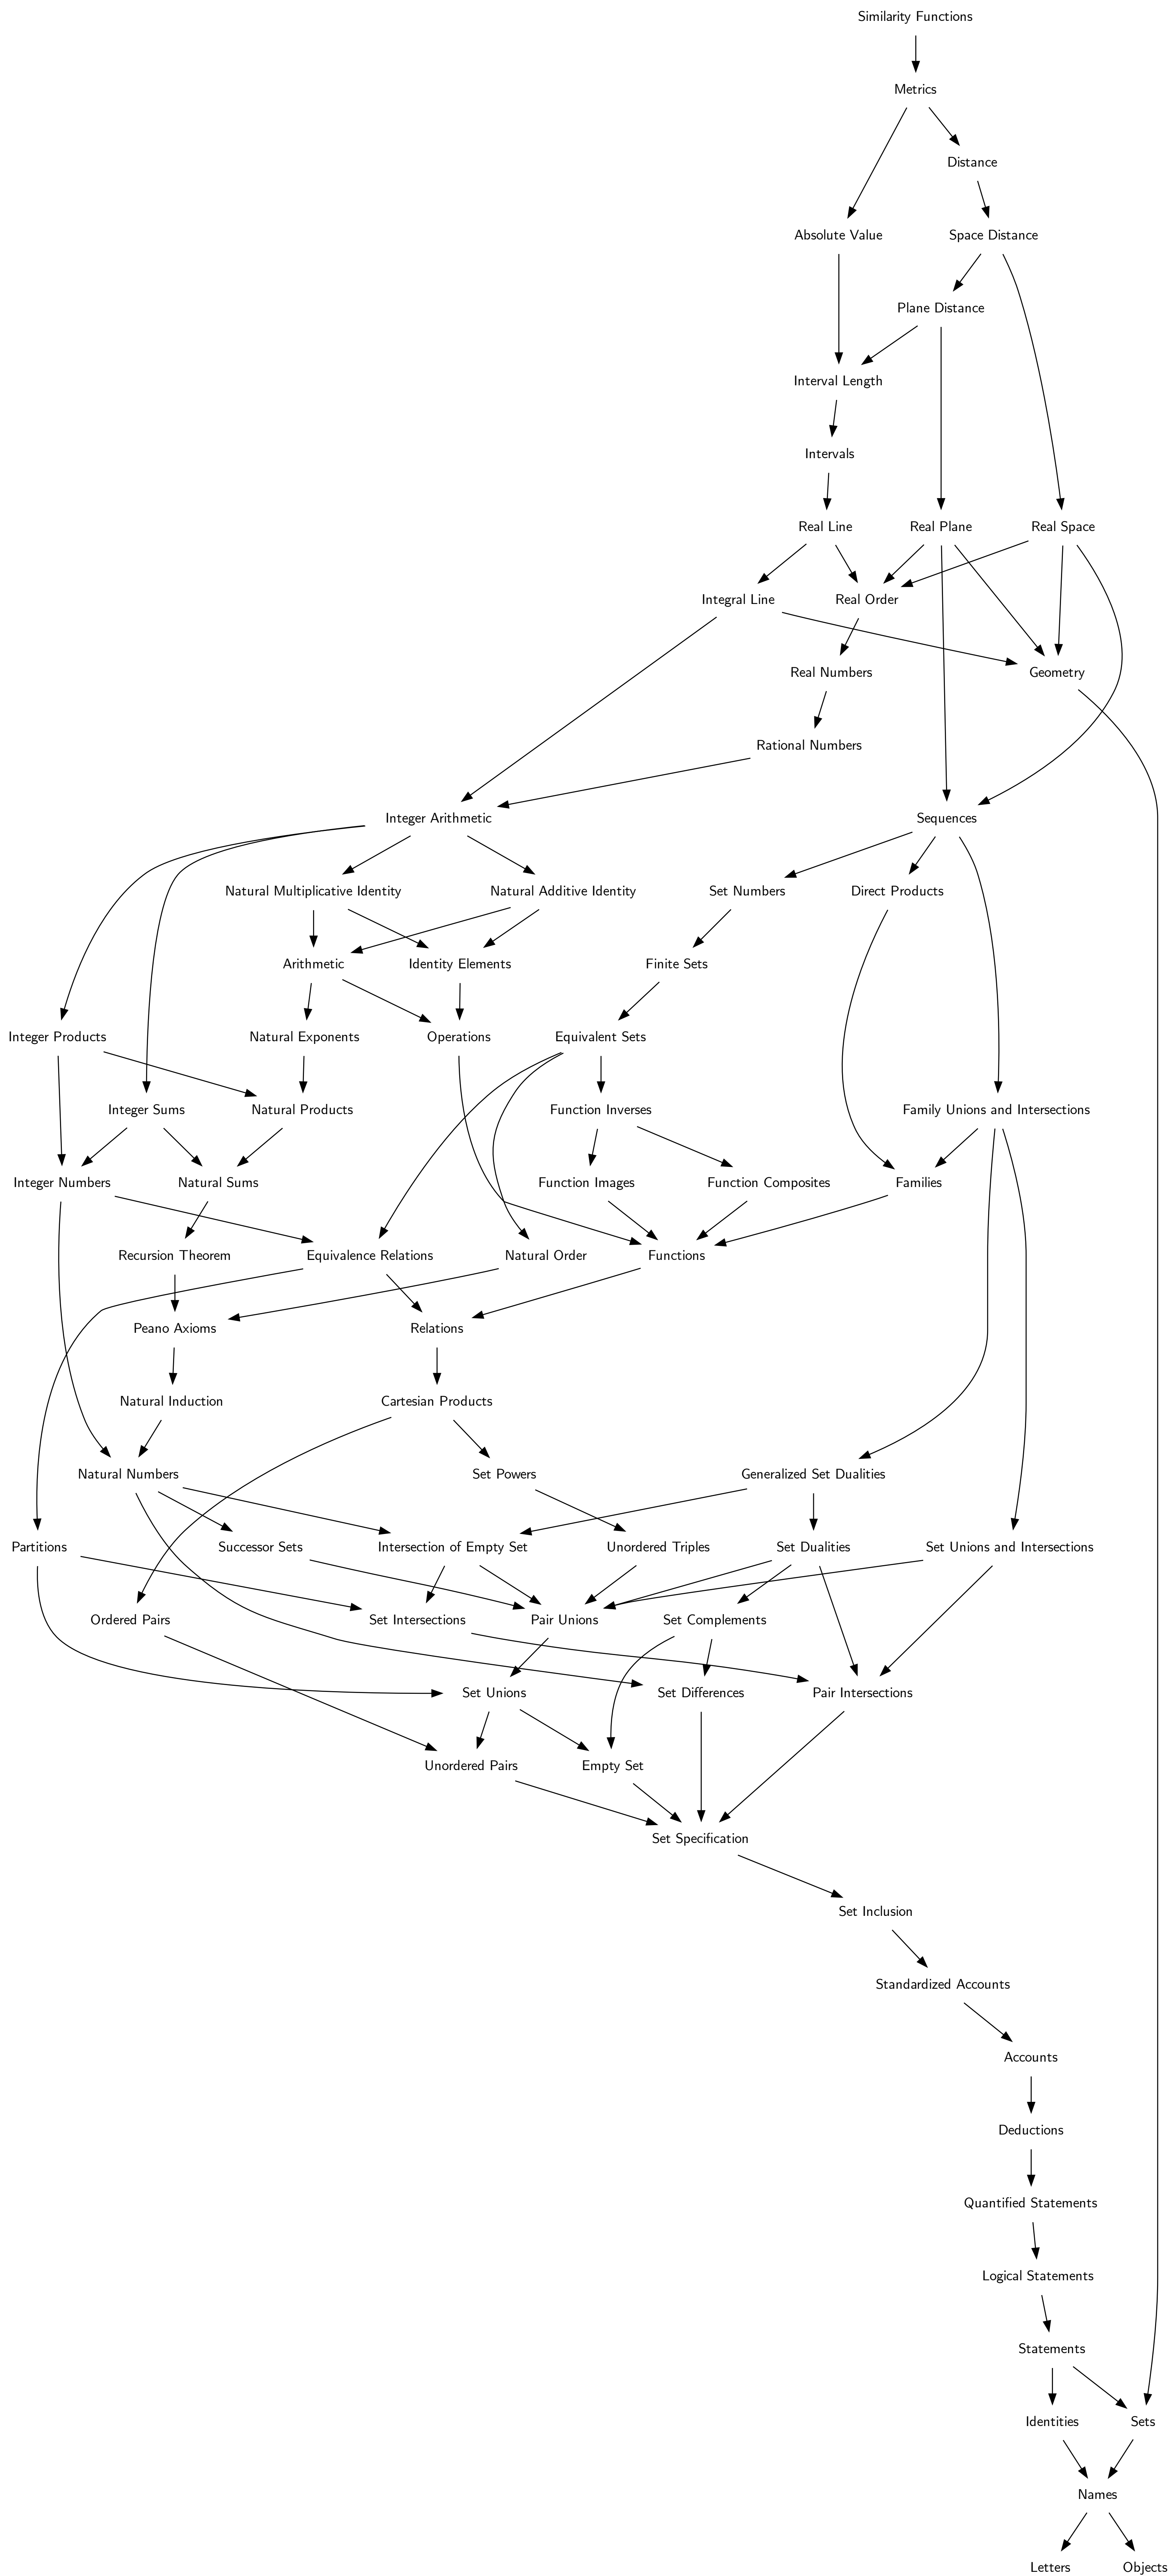 Similarity Functions
Metrics
Distance
Absolute Value
Space Distance
Plane Distance
Interval Length
Intervals
Real Line
Real Plane
Real Space
Integral Line
Real Order
Real Numbers
Geometry
Rational Numbers
Integer Arithmetic
Sequences
Natural Multiplicative Identity
Natural Additive Identity
Set Numbers
Direct Products
Arithmetic
Identity Elements
Finite Sets
Integer Products
Natural Exponents
Operations
Equivalent Sets
Integer Sums
Natural Products
Function Inverses
Family Unions and Intersections
Integer Numbers
Natural Sums
Function Images
Function Composites
Families
Recursion Theorem
Equivalence Relations
Natural Order
Functions
Peano Axioms
Relations
Natural Induction
Cartesian Products
Natural Numbers
Set Powers
Generalized Set Dualities
Partitions
Successor Sets
Intersection of Empty Set
Unordered Triples
Set Dualities
Set Unions and Intersections
Ordered Pairs
Set Intersections
Pair Unions
Set Complements
Set Unions
Set Differences
Pair Intersections
Unordered Pairs
Empty Set
Set Specification
Set Inclusion
Standardized Accounts
Accounts
Deductions
Quantified Statements
Logical Statements
Statements
Identities
Sets
Names
Letters
Objects